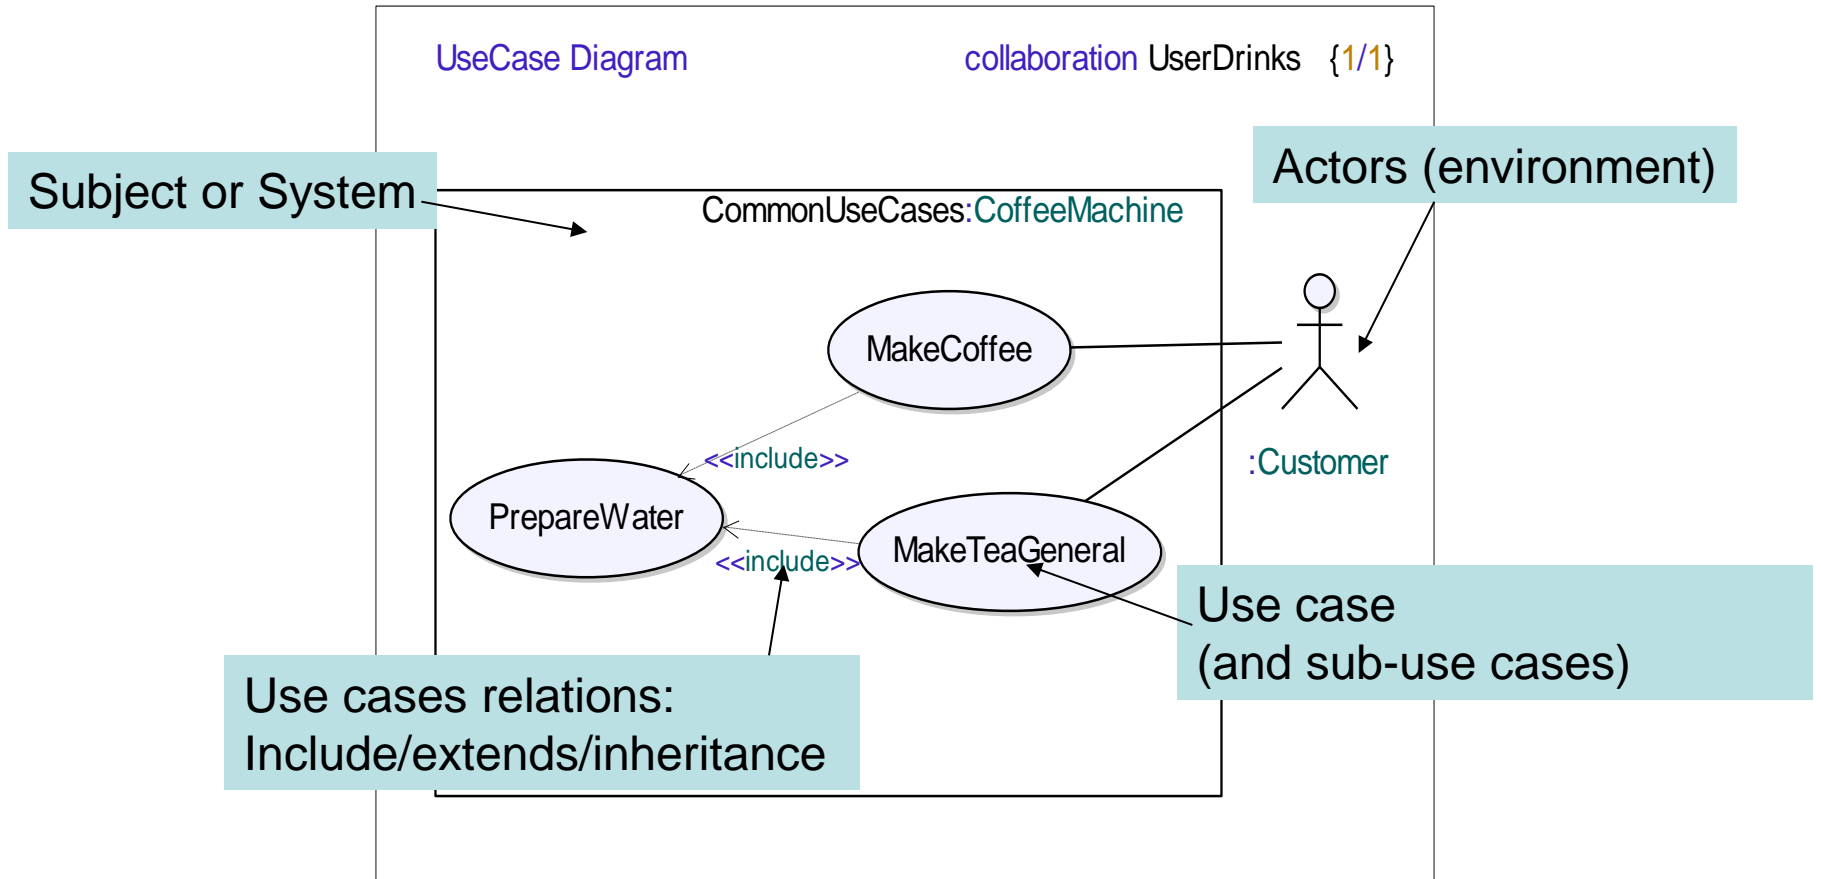 UseCase Diagram
collaboration UserDrinks {1/1}
Subject or System
Actors (environment)
CommonUseCases:CoffeeMachine
MakeCoffee
<<include>>
:Customer
PrepareWater
MakeTeaGeneral
<<include>>
Use case
(and sub-use cases)
Use cases relations:
Include/extends/inheritance